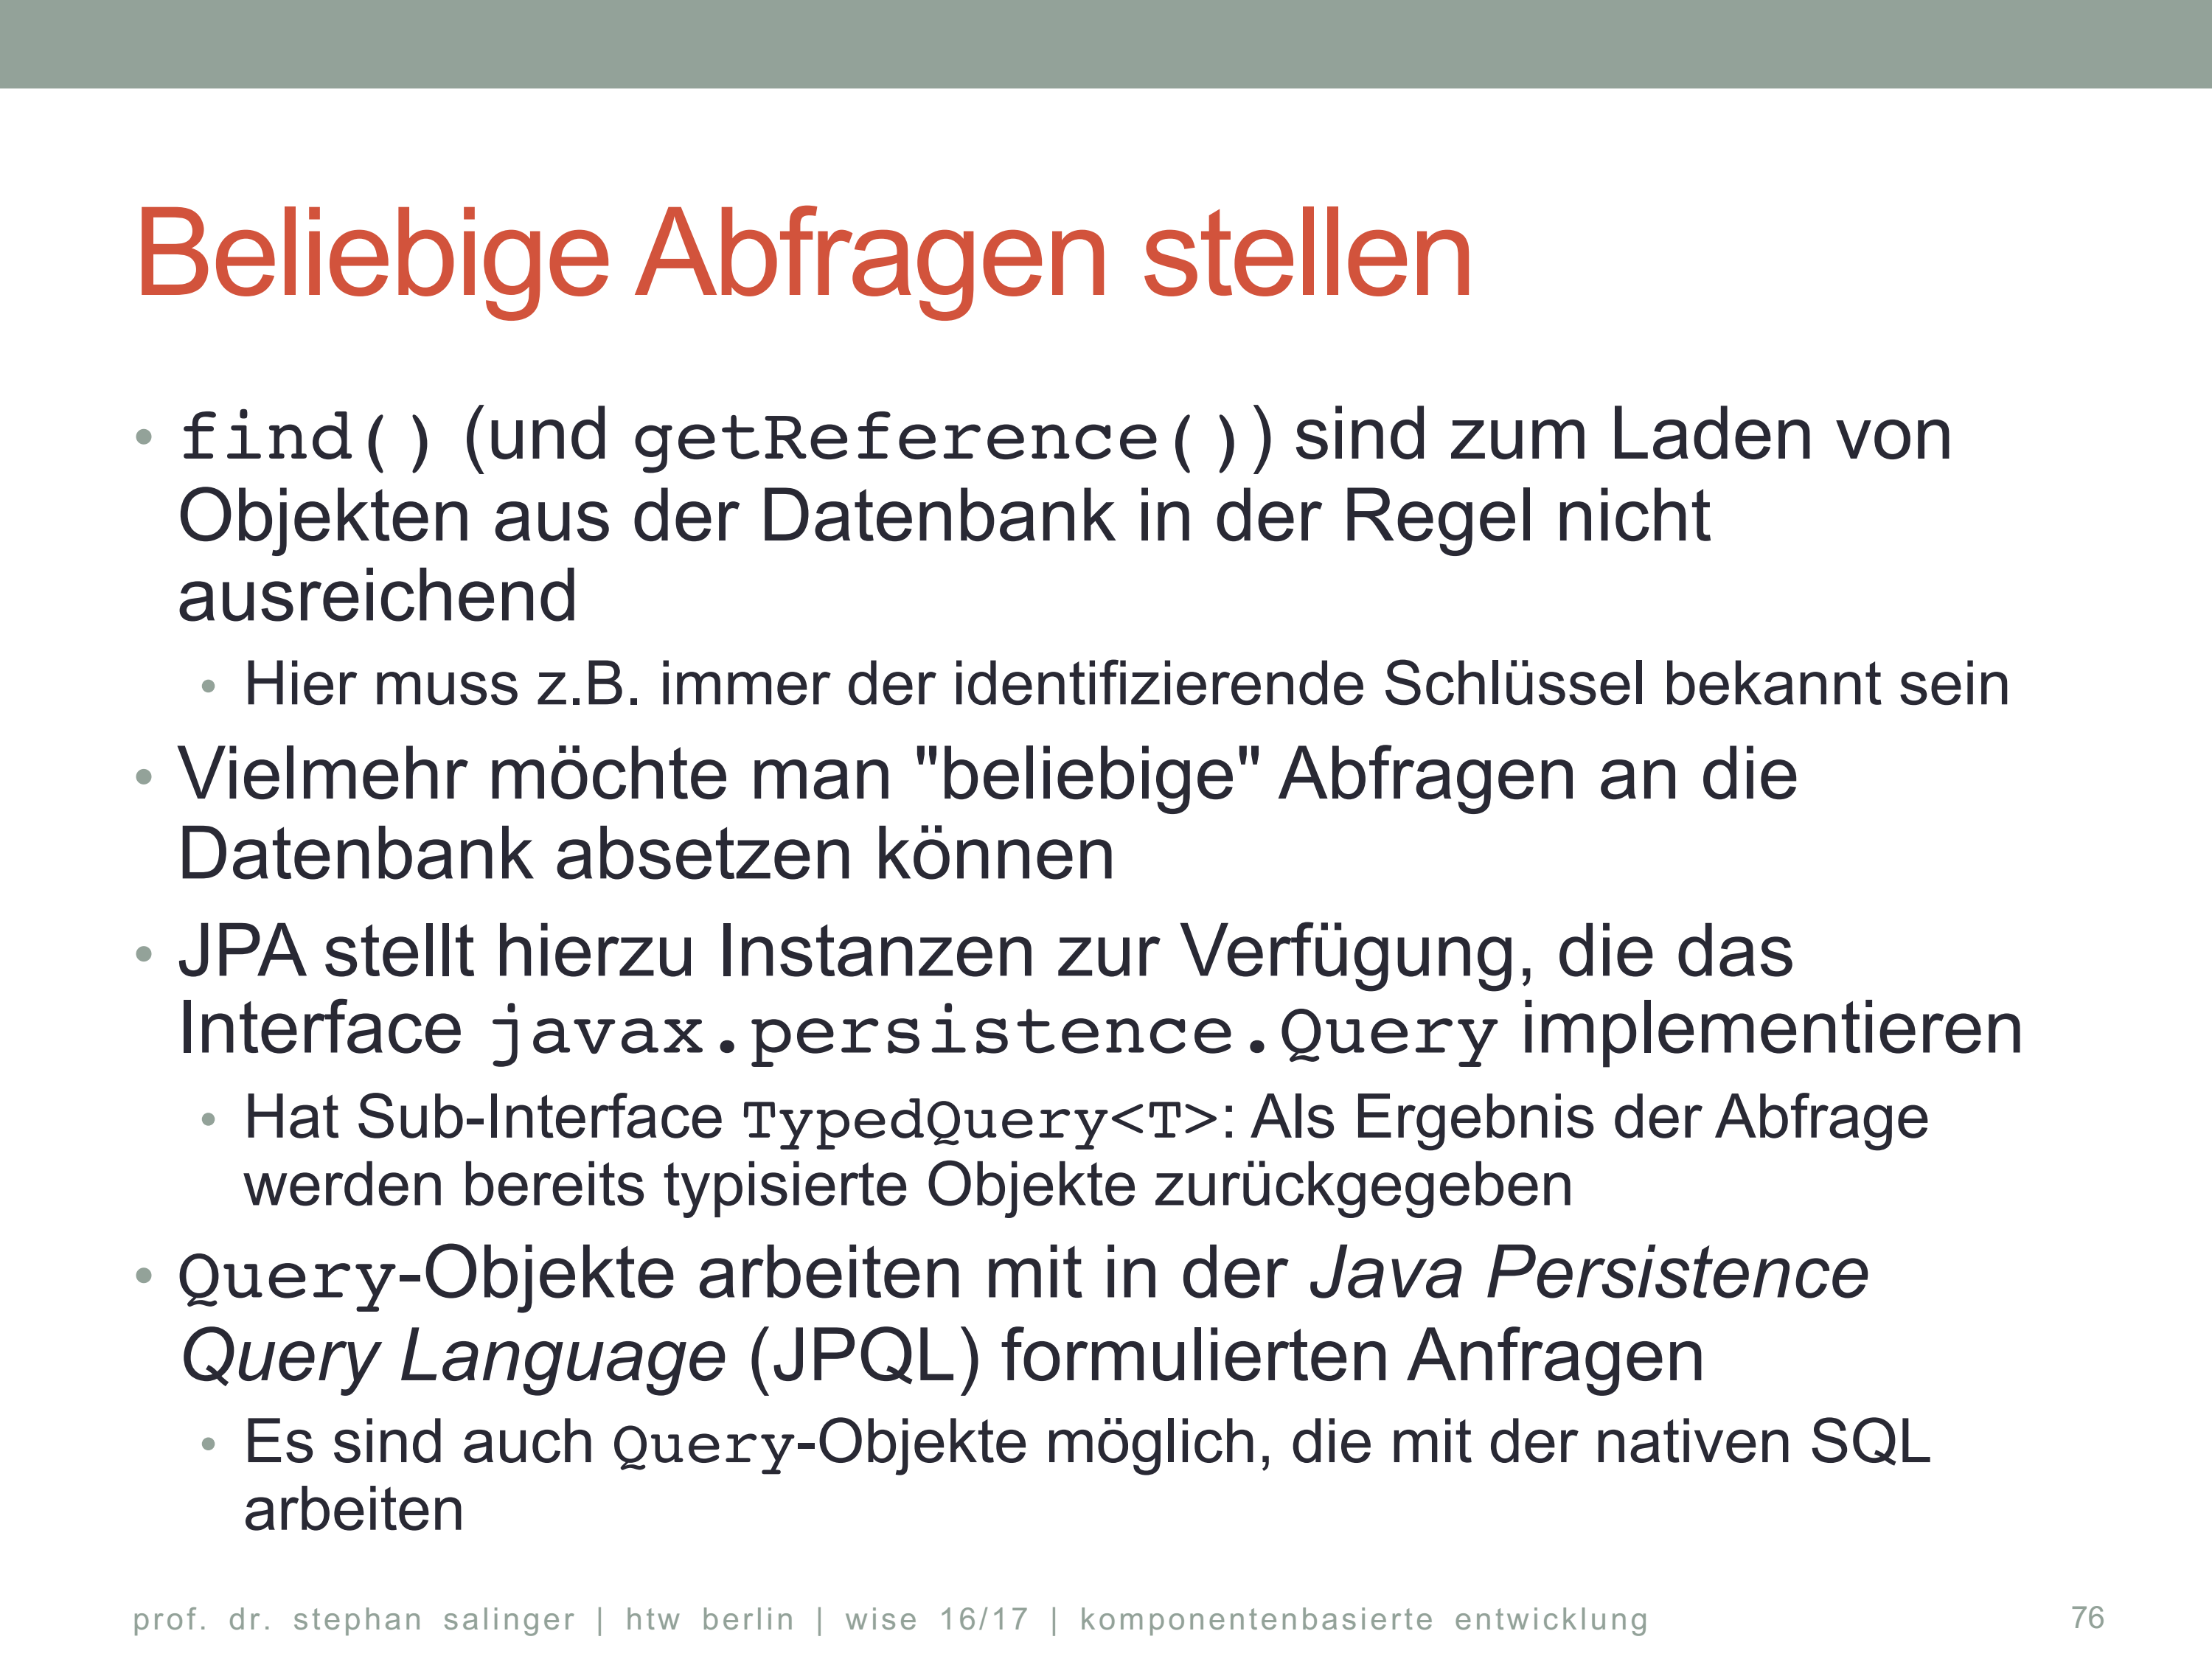 Beliebige Abfragen stellen
• find() (und getReference()) sind zum Laden von
Objekten aus der Datenbank in der Regel nicht
ausreichend
• Hier muss z.B. immer der identifizierende Schlüssel bekannt sein
• Vielmehr möchte man "beliebige" Abfragen an die
Datenbank absetzen können
• JPA stellt hierzu Instanzen zur Verfügung, die das
Interface javax.persistence.Query implementieren
• Hat Sub-Interface TypedQuery<T>: Als Ergebnis der Abfrage
werden bereits typisierte Objekte zurückgegeben
• Query-Objekte arbeiten mit in der Java Persistence
Query Language (JPQL) formulierten Anfragen
• Es sind auch Query-Objekte möglich, die mit der nativen SQL
arbeiten
prof. dr. stephan salinger | htw berlin | wise 16/17 | komponentenbasierte entwicklung 76